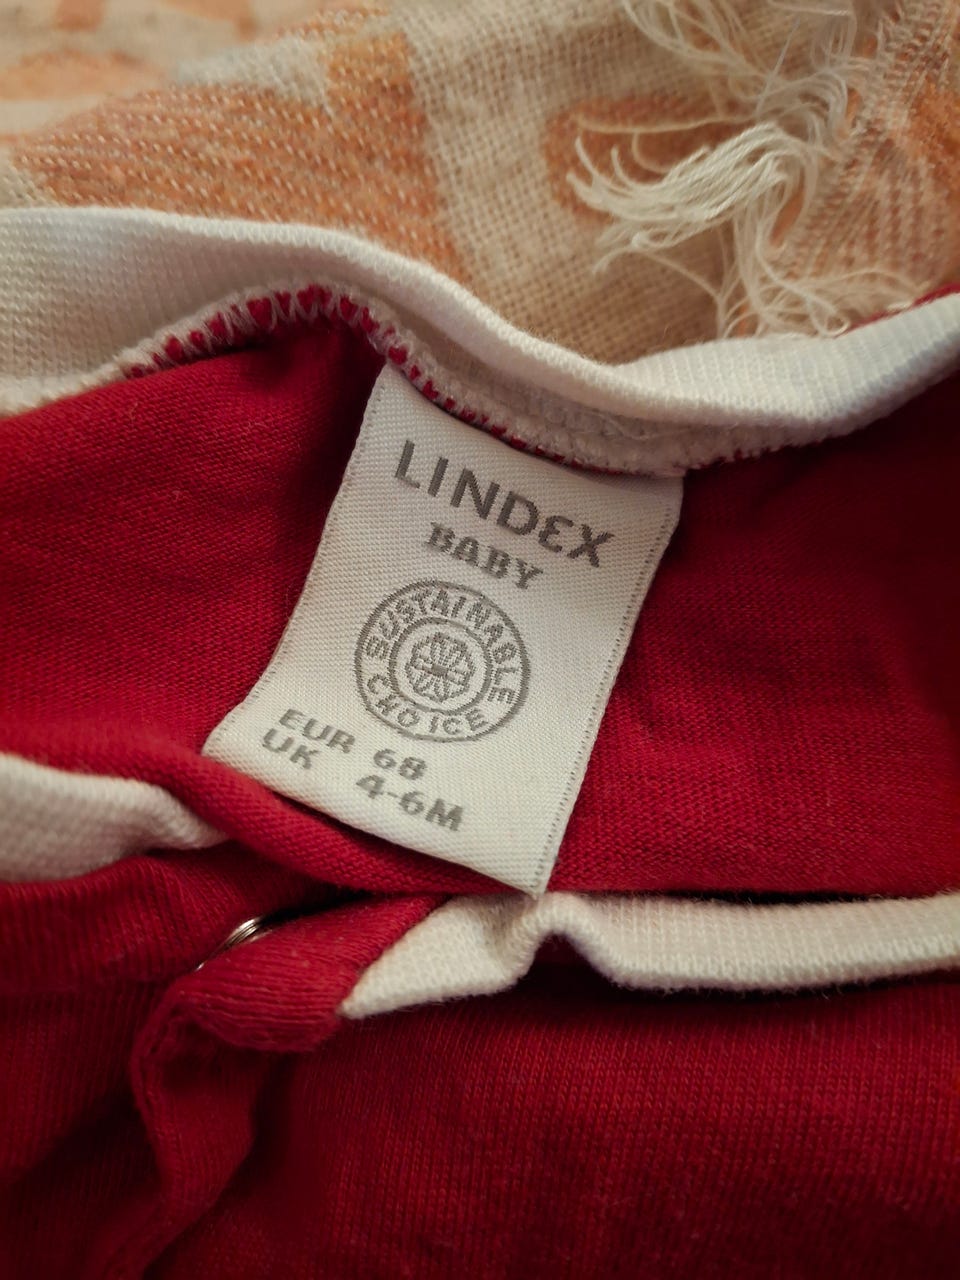 LINDEX
BABY
SUSTAINABLE
CHOICE
EUR 68
UK 4-6M